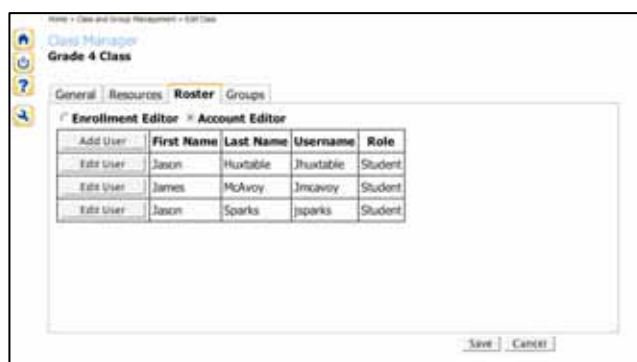 Home > Class and Group Management > Edit Class
Class Manager
Grade 4 Class
General Resources Roster Groups
Enrollment Editor Account Editor
Add User First Name Last Name Username Role
Edit User Jason Huxtable Jhuxtable Student
Edit User James McAvoy Jmcavoy Student
Edit User Jason Sparks jsparks Student
Save Cancel